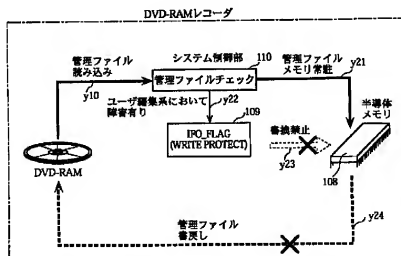 DVD-RAMレコーダ
管理ファイル
読み込み
y10
システム制御部
110
管理ファイルチェック
管理ファイル
メモリ常駐
y21
ユーザ編集系において
障害有り
y22
109
IFO_FLAG
(WRITE PROTECT)
書換禁止
y23
半導体
メモリ
108
DVD-RAM
y24
管理ファイル
書戻し